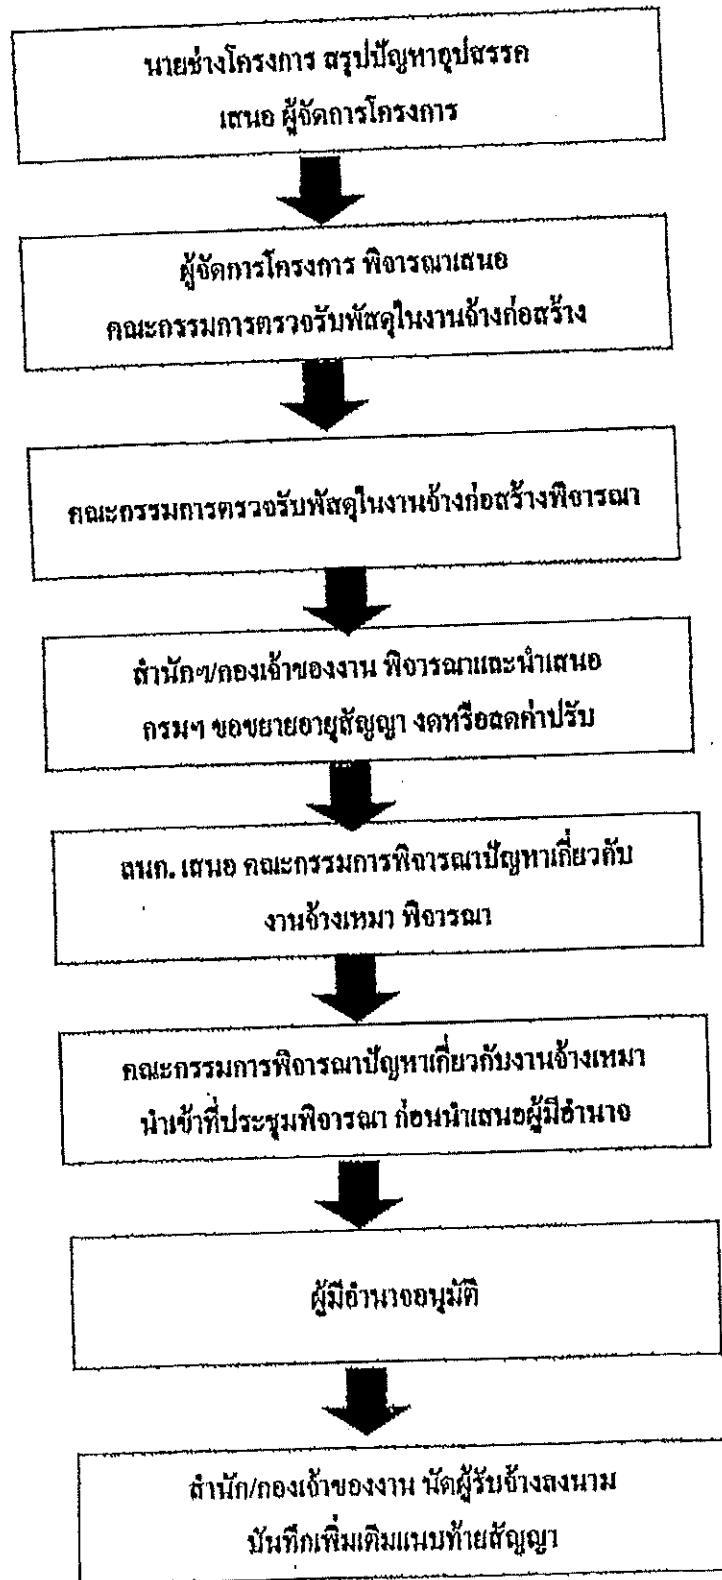 นายช่างโครงการ สรุปปัญหาอุปสรรค
เสนอ ผู้จัดการโครงการ
ผู้จัดการโครงการ พิจารณาเสนอ
คณะกรรมการตรวจรับพัสดุในงานจ้างก่อสร้าง
คณะกรรมการตรวจรับพัสดุในงานจ้างก่อสร้างพิจารณา
สำนักฯ/กองเจ้าของงาน พิจารณาและนำเสนอ
กรมฯ ขอขยายอายุสัญญา งดหรือลดค่าปรับ
ลนก. เสนอ คณะกรรมการพิจารณาปัญหาเกี่ยวกับ
งานจ้างเหมา พิจารณา
คณะกรรมการพิจารณาปัญหาเกี่ยวกับงานจ้างเหมา
นำเข้าที่ประชุมพิจารณา ก่อนนำเสนอผู้มีอำนาจ
ผู้มีอำนาจอนุมัติ
สำนัก/กองเจ้าของงาน นัดผู้รับจ้างลงนาม
บันทึกเพิ่มเติมแนบท้ายสัญญา